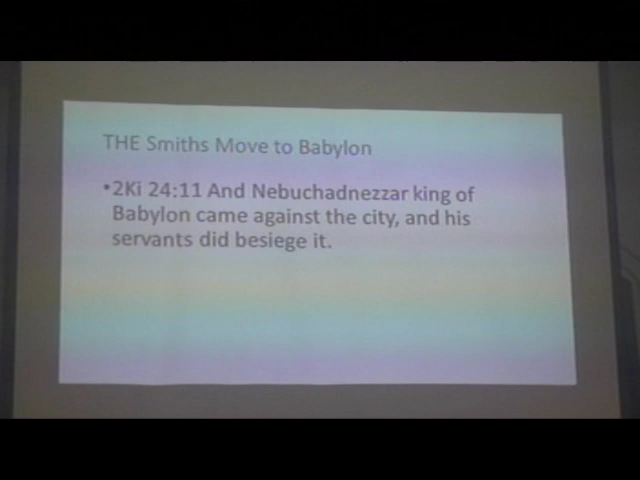 THE Smiths Move to Babylon
•2Ki 24:11 And Nebuchadnezzar king of
Babylon came against the city, and his
servants did besiege it.